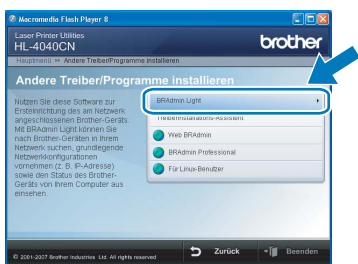 Macromedia Flash Player 8
Laser Printer Utilities
HL-4040CN
brother
Hauptmenü Andere Treiber/Programme installieren
Andere Treiber/Programme installieren
Nutzen Sie diese Software zur
Ersteinrichtung des am Netzwerk
angeschlossenen Brother-Geräts.
Mit BRAdmin Light können Sie
nach Brother-Geräten in Ihrem
Netzwerk suchen, grundlegende
Netzwerkkonfigurationen
vornehmen (z. B. IP-Adresse)
sowie den Status des Brother-
Geräts von Ihrem Computer aus
einsehen.
BRAdmin Light
Treiberinstallations-Assistent
Web BRAdmin
BRAdmin Professional
Für Linux-Benutzer
© 2001-2007 Brother Industries Ltd. All rights reserved
Zurück
Beenden